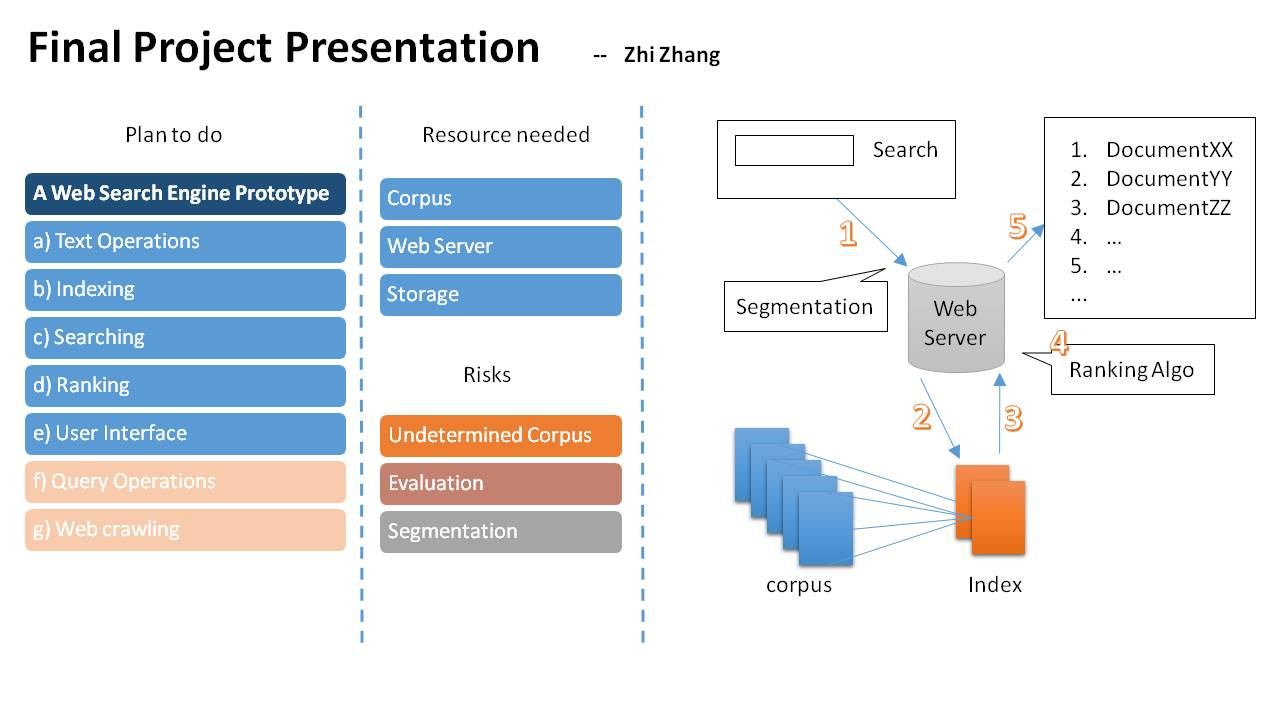 Final Project Presentation -- Zhi Zhang
Plan to do
A Web Search Engine Prototype
a) Text Operations
b) Indexing
c) Searching
d) Ranking
e) User Interface
f) Query Operations
g) Web crawling
Resource needed
Corpus
Web Server
Storage
Risks
Undetermined Corpus
Evaluation
Segmentation
Search
1
Segmentation
Web
Server
2
3
4
Ranking Algo
5
1. DocumentXX
2. DocumentYY
3. DocumentZZ
4. ...
5. ...
...
corpus
Index